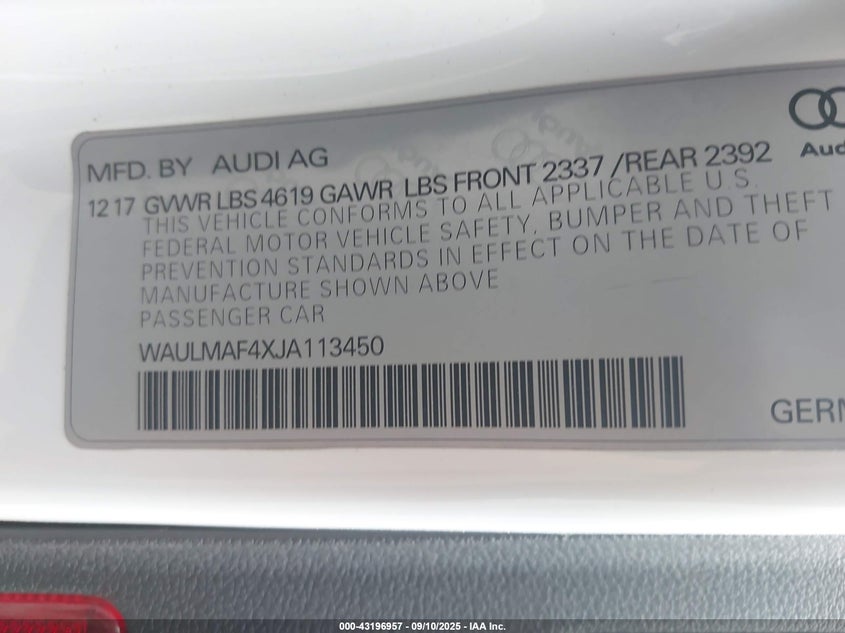 MFD. BY AUDI AG
12 17 GVWR LBS 4619 GAWR LBS FRONT 2337 /REAR 2392
THIS VEHICLE CONFORMS TO ALL APPLICABLE U.S.
FEDERAL MOTOR VEHICLE SAFETY, BUMPER AND THEFT
PREVENTION STANDARDS IN EFFECT ON THE DATE OF
MANUFACTURE SHOWN ABOVE
PASSENGER CAR
WAULMAF4XJA113450
Aud
GERM
000-43196957 - 09/10/2025 - IAA Inc.